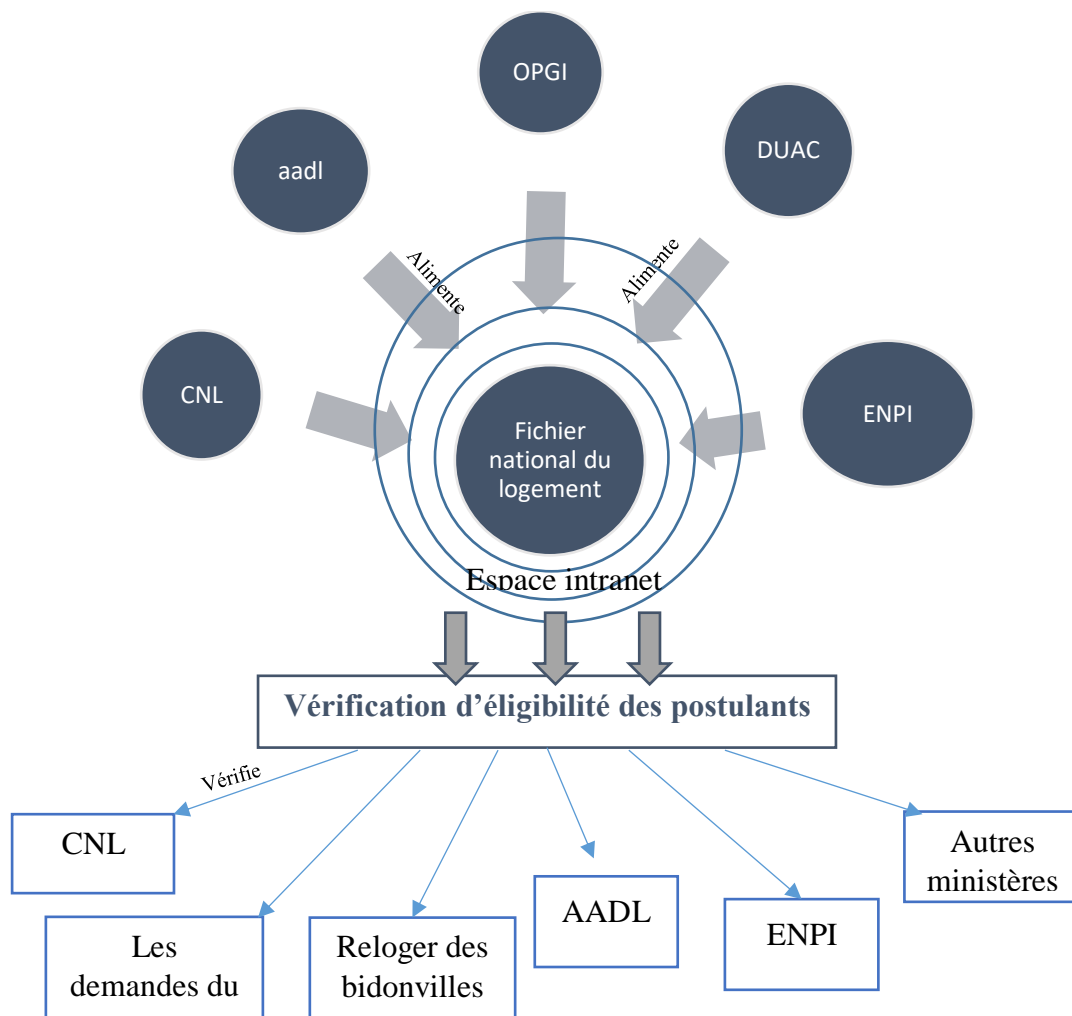 OPGI
aadl
DUAC
Alimente
Alimente
CNL
ENPI
Fichier
national du
logement
Espace intranet
Vérification d’éligibilité des postulants
Vérifie
CNL
Les
demandes du
Reloger des
bidonvilles
AADL
ENPI
Autres
ministères